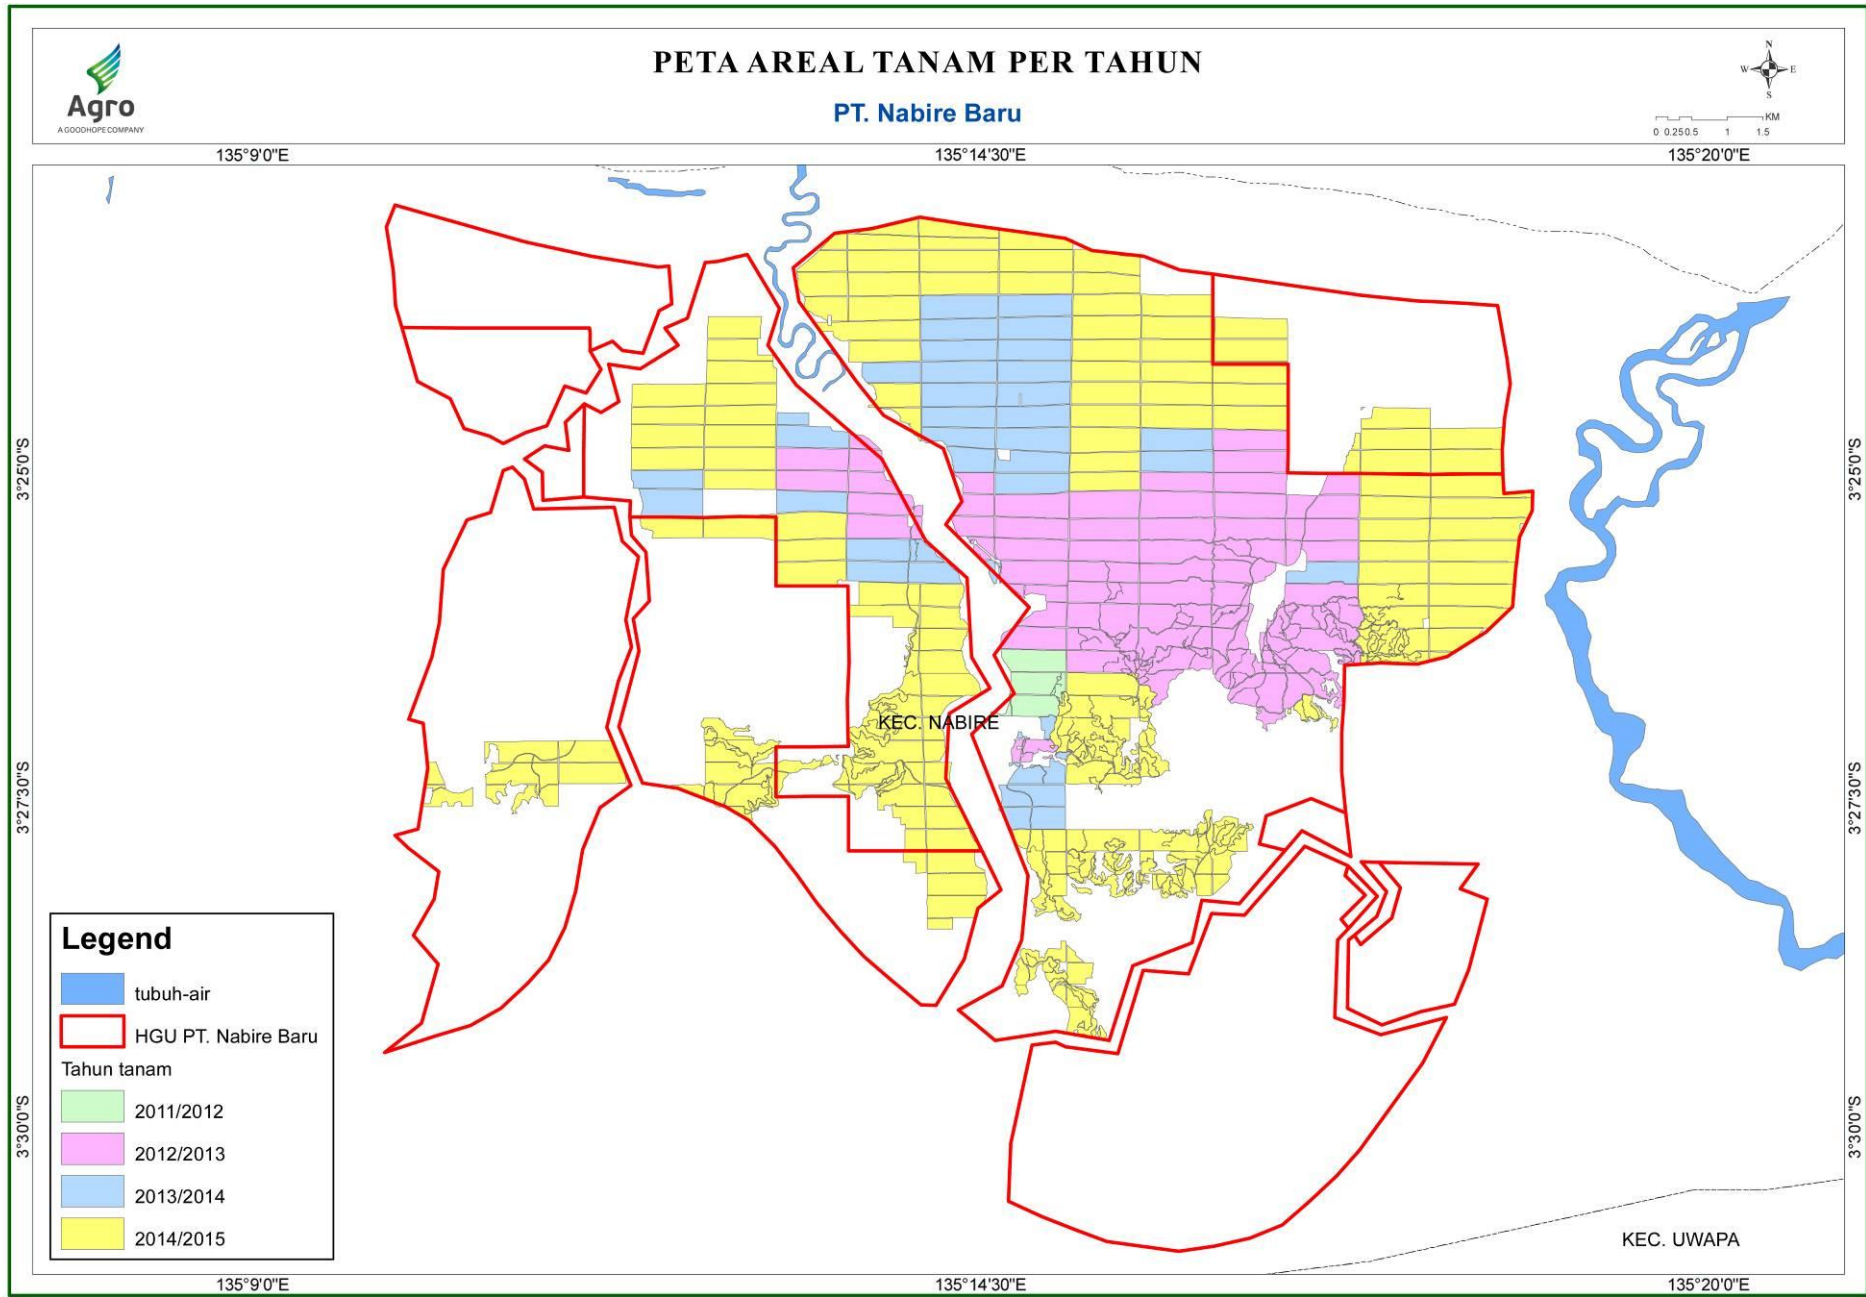 PETA AREAL TANAM PER TAHUN
PT. Nabire Baru
Agro
A GOODHOPE COMPANY
N
W E
S
KM
0 0.25 0.5 1 1.5
135°9'0"E 135°14'30"E 135°20'0"E
3°25'0"S 3°25'0"S
KEC. NABIRE
3°27'30"S 3°27'30"S
Legend
tubuh-air
HGU PT. Nabire Baru
Tahun tanam
2011/2012
2012/2013
2013/2014
2014/2015
3°30'0"S 3°30'0"S
KEC. UWAPA
135°9'0"E 135°14'30"E 135°20'0"E